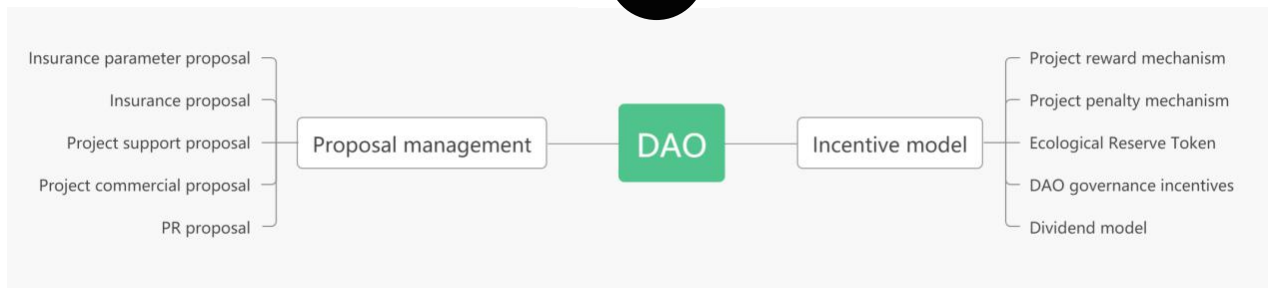 Insurance parameter proposal
Insurance proposal
Project support proposal
Project commercial proposal
PR proposal
Proposal management
DAO
Incentive model
Project reward mechanism
Project penalty mechanism
Ecological Reserve Token
DAO governance incentives
Dividend model